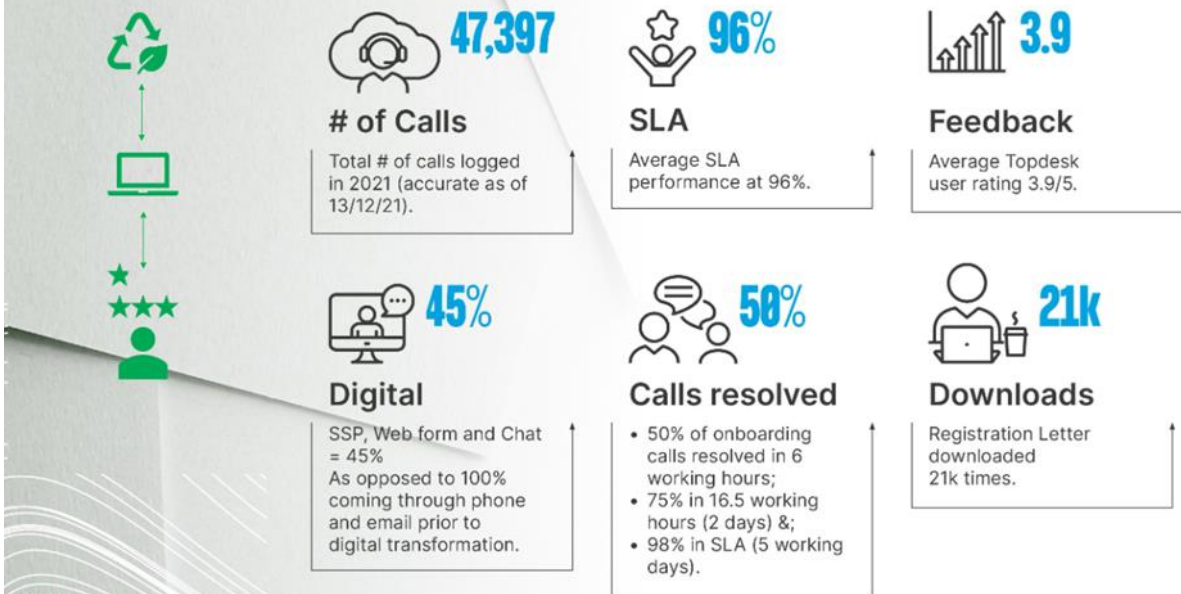 47,397
# of Calls
Total # of calls logged
in 2021 (accurate as of
13/12/21).
96%
SLA
Average SLA
performance at 96%.
3.9
Feedback
Average Topdesk
user rating 3.9/5.
45%
Digital
SSP, Web form and Chat
= 45%
As opposed to 100%
coming through phone
and email prior to
digital transformation.
50%
Calls resolved
• 50% of onboarding
calls resolved in 6
working hours;
• 75% in 16.5 working
hours (2 days) &;
• 98% in SLA (5 working
days).
21k
Downloads
Registration Letter
downloaded
21k times.